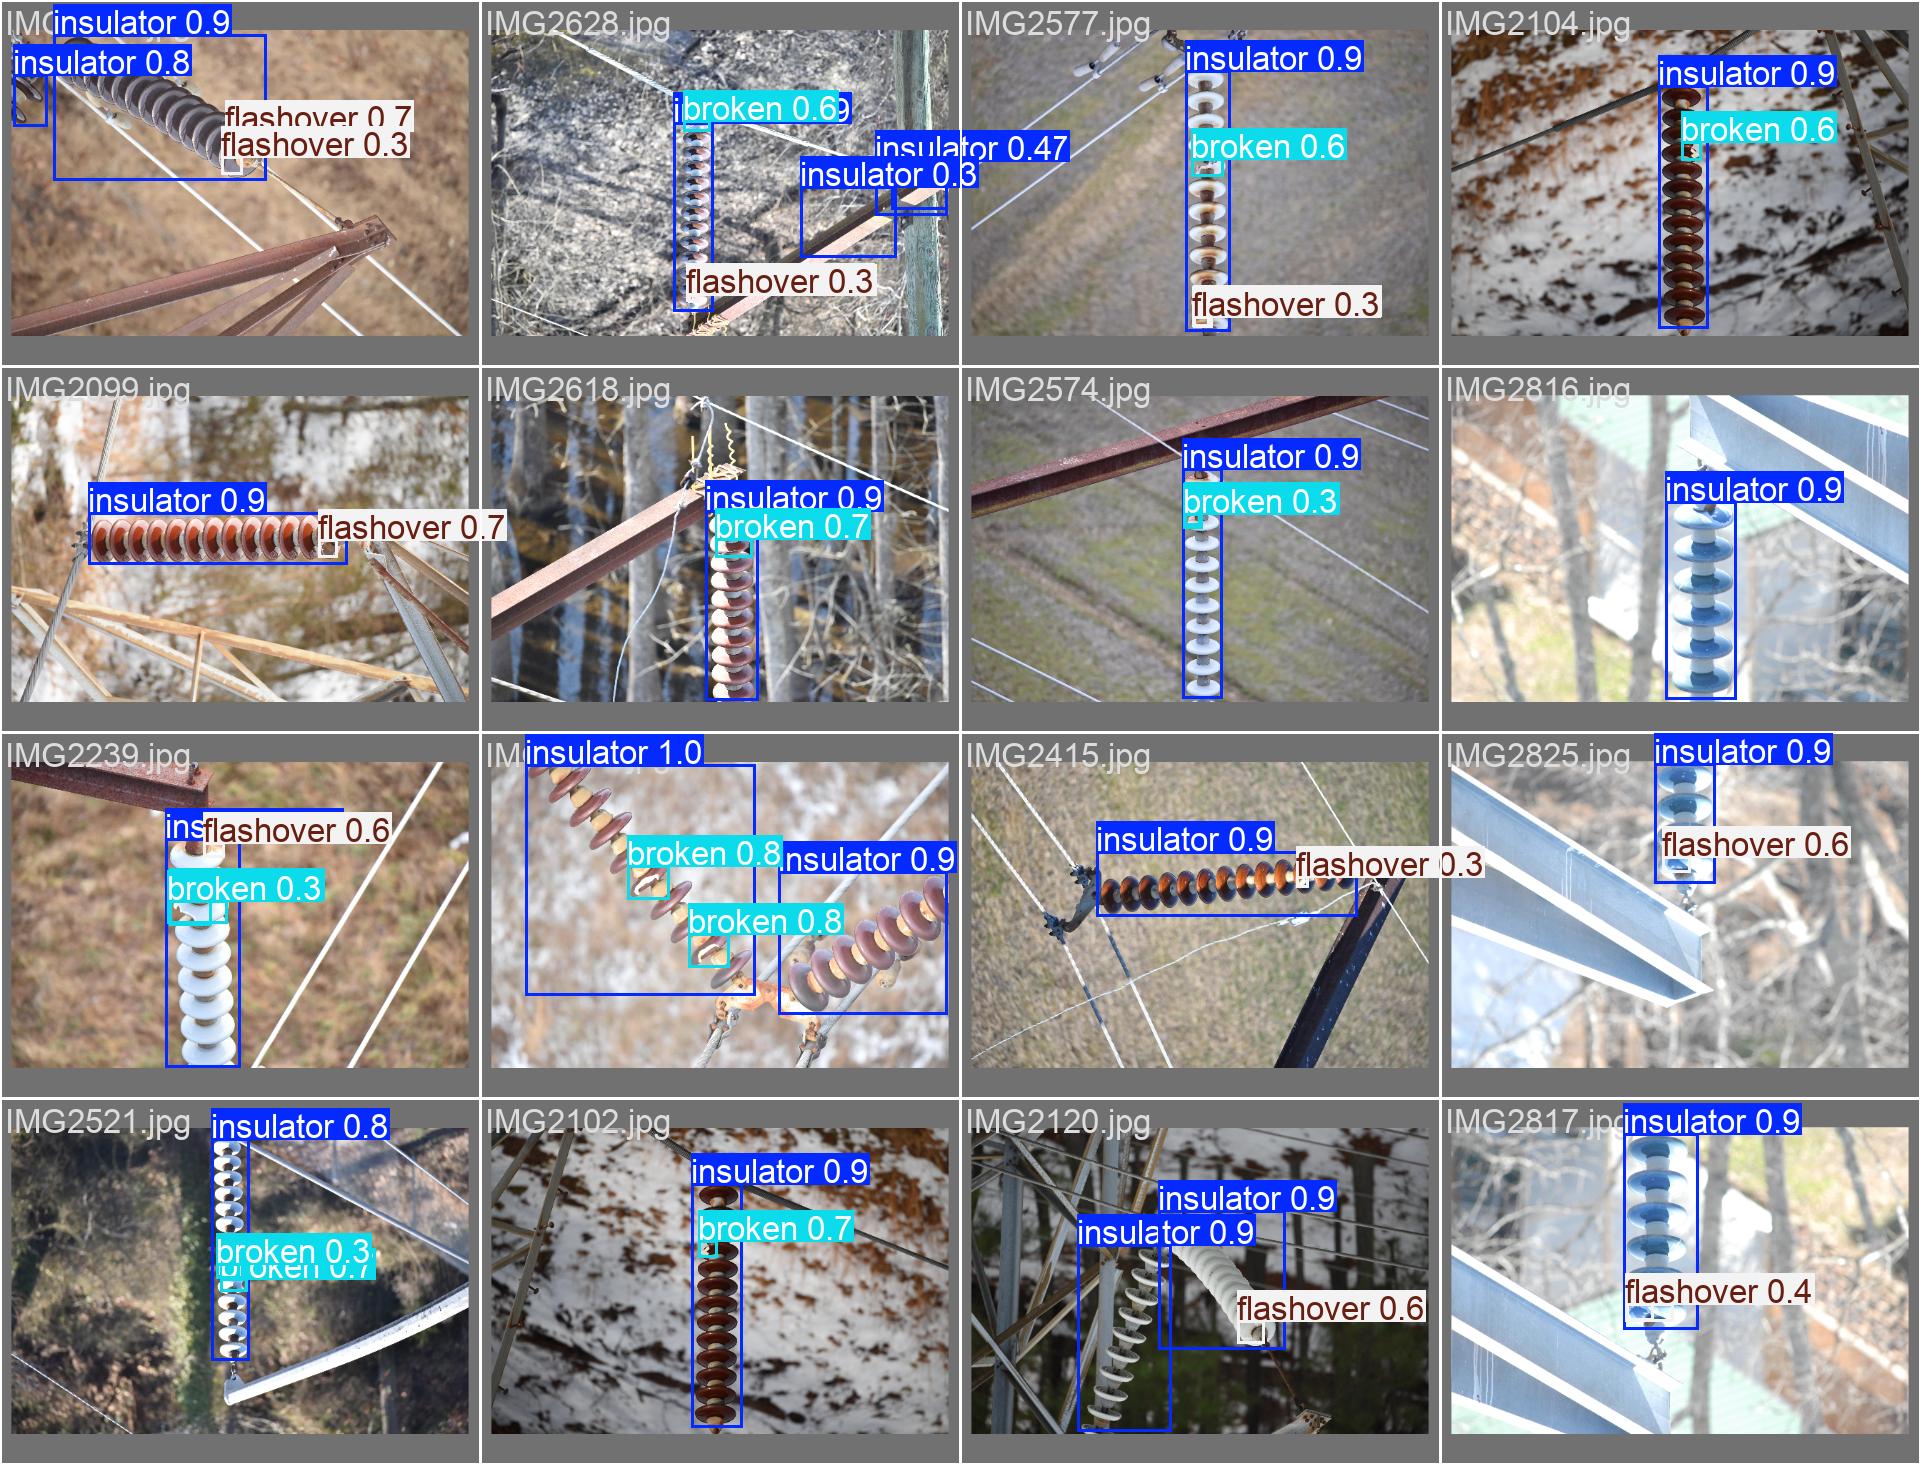 insulator 0.9
insulator 0.8
flashover 0.7
flashover 0.3
IMG2628.jpg
broken 0.6
insulator 0.47
insulator 0.3
flashover 0.3
IMG2577.jpg
insulator 0.9
broken 0.6
flashover 0.3
IMG2104.jpg
insulator 0.9
broken 0.6
IMG2099.jpg
insulator 0.9
flashover 0.7
IMG2618.jpg
insulator 0.9
broken 0.7
IMG2574.jpg
insulator 0.9
broken 0.3
IMG2816.jpg
insulator 0.9
IMG2239.jpg
flashover 0.6
broken 0.3
insulator 1.0
broken 0.8
insulator 0.9
broken 0.8
IMG2415.jpg
insulator 0.9
flashover 0.3
IMG2825.jpg
insulator 0.9
flashover 0.6
IMG2521.jpg
insulator 0.8
broken 0.3
broken 0.7
IMG2102.jpg
insulator 0.9
broken 0.7
IMG2120.jpg
insulator 0.9
insulator 0.9
flashover 0.6
IMG2817.jpg
insulator 0.9
flashover 0.4